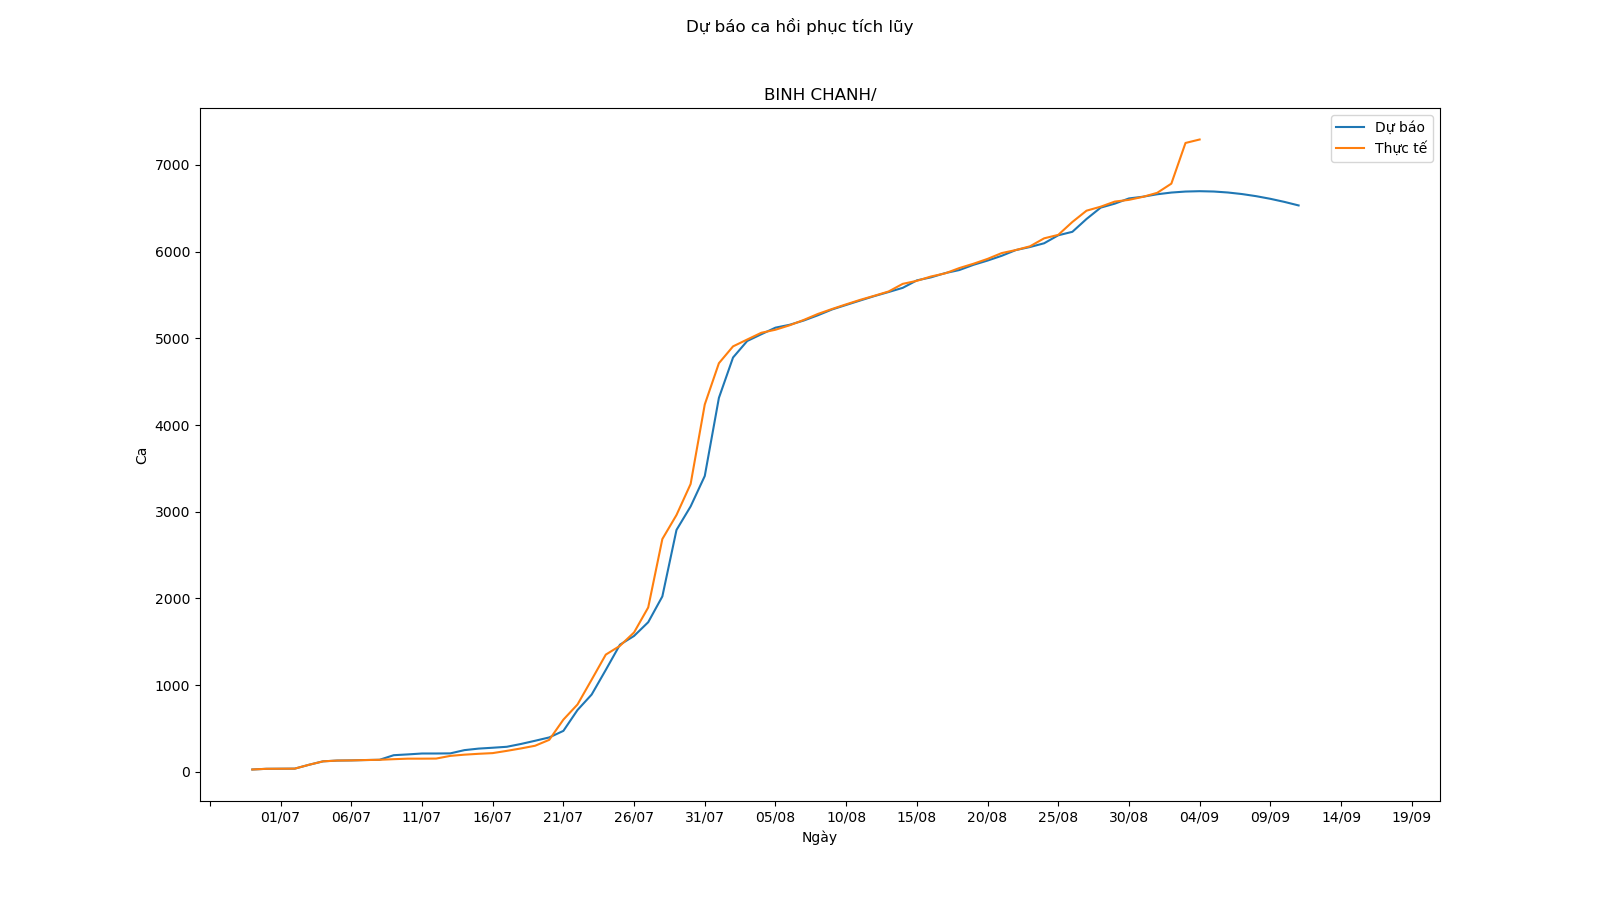 Dự báo ca hồi phục tích lũy
BINH CHANH/
Dự báo
Thực tế
7000
6000
5000
4000
3000
2000
1000
0
Ca
01/07 06/07 11/07 16/07 21/07 26/07 31/07 05/08 10/08 15/08 20/08 25/08 30/08 04/09 09/09 14/09 19/09
Ngày